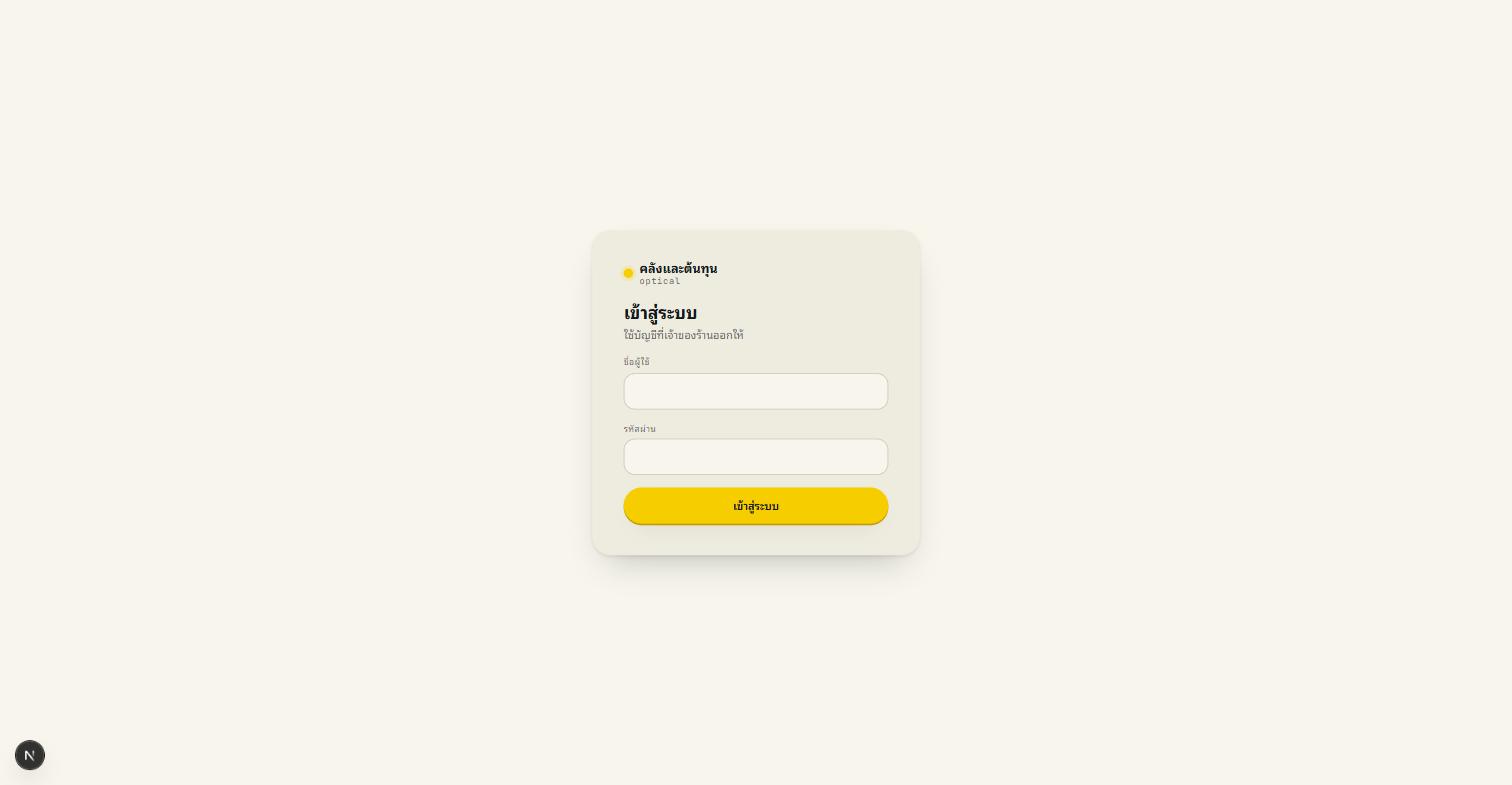 คลังและต้นทุน
optical
เข้าสู่ระบบ
ใช้บัญชีที่เจ้าของร้านออกให้
ชื่อผู้ใช้
รหัสผ่าน
เข้าสู่ระบบ
N